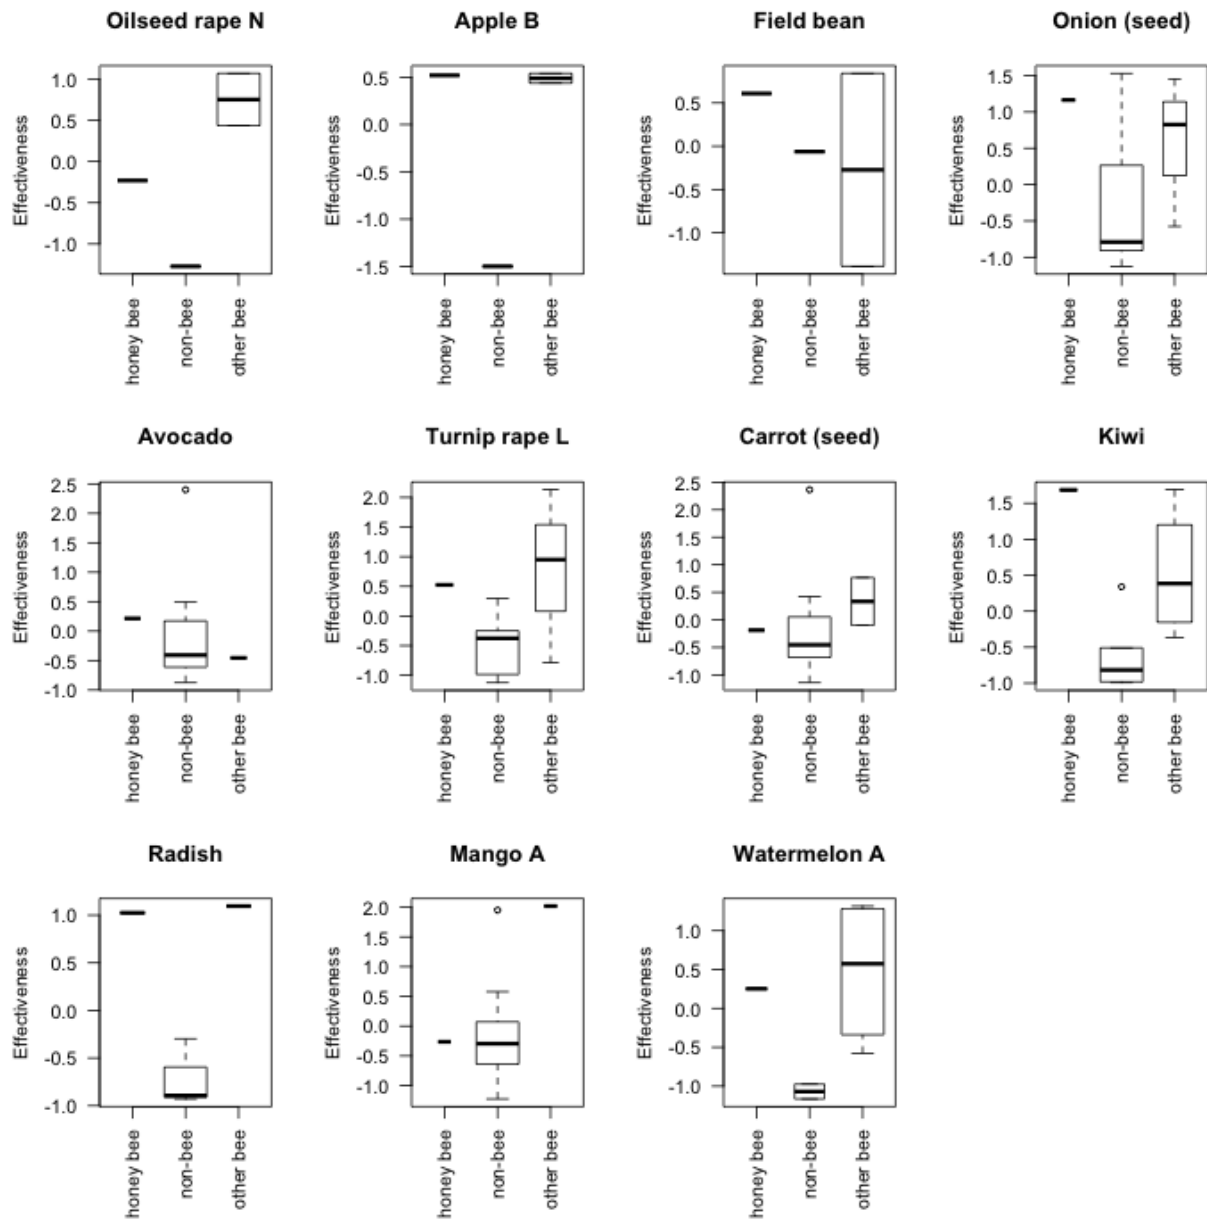 Oilseed rape N
Apple B
Field bean
Onion (seed)
Effectiveness
1.0
0.5
0.0
-0.5
-1.0
honey bee
non-bee
other bee
Effectiveness
0.5
0.0
-0.5
-1.0
-1.5
honey bee
non-bee
other bee
Effectiveness
0.5
0.0
-0.5
-1.0
honey bee
non-bee
other bee
Effectiveness
1.5
1.0
0.5
0.0
-0.5
-1.0
honey bee
non-bee
other bee
Avocado
Turnip rape L
Carrot (seed)
Kiwi
Effectiveness
2.5
2.0
1.5
1.0
0.5
0.0
-0.5
-1.0
honey bee
non-bee
other bee
Effectiveness
2.0
1.5
1.0
0.5
0.0
-0.5
-1.0
honey bee
non-bee
other bee
Effectiveness
2.5
2.0
1.5
1.0
0.5
0.0
-0.5
-1.0
honey bee
non-bee
other bee
Effectiveness
1.5
1.0
0.5
0.0
-0.5
-1.0
honey bee
non-bee
other bee
Radish
Mango A
Watermelon A
Effectiveness
1.0
0.5
0.0
-0.5
-1.0
honey bee
non-bee
other bee
Effectiveness
2.0
1.5
1.0
0.5
0.0
-0.5
-1.0
honey bee
non-bee
other bee
Effectiveness
1.0
0.5
0.0
-0.5
-1.0
honey bee
non-bee
other bee